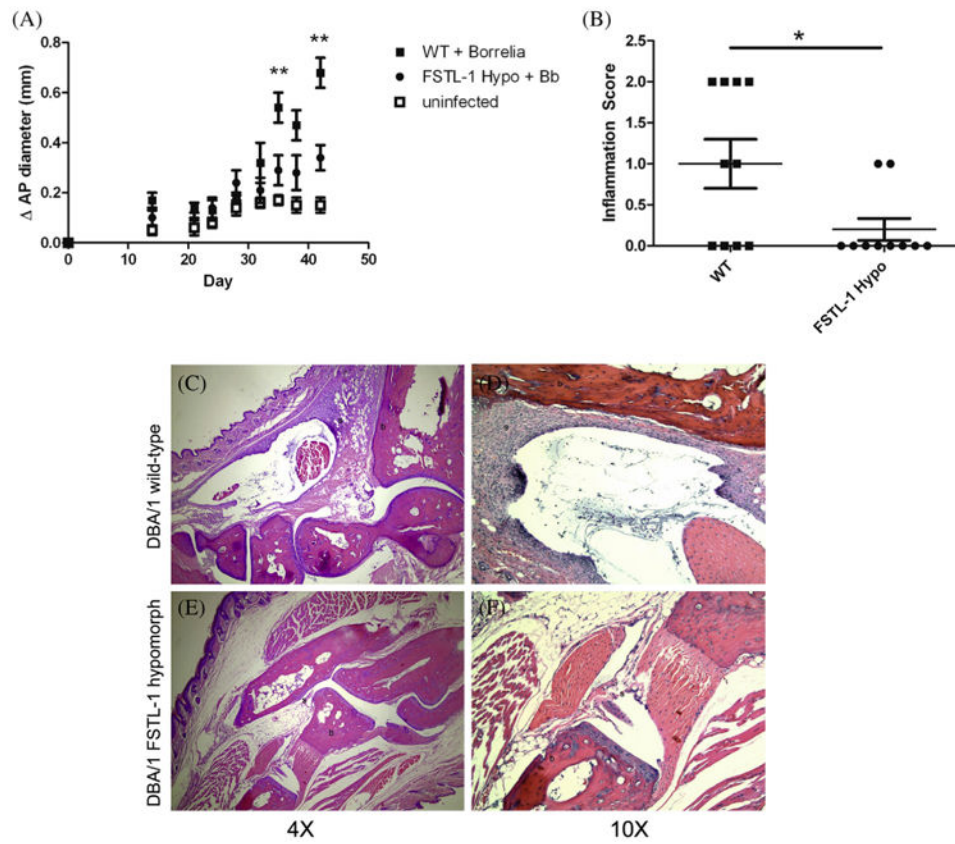 (A)
(B)
0.8
0.6
0.4
0.2
0.0
Δ AP diameter (mm)
**
**
0
10
20
30
40
50
Day
WT + Borrelia
FSTL-1 Hypo + Bb
uninfected
2.5
2.0
1.5
1.0
0.5
0.0
Inflammation Score
*
WT
FSTL-1 Hypo
(C)
b
(D)
DBA/1 wild-type
(E)
B
(F)
DBA/1 FSTL-1 hypomorph
4X
10X